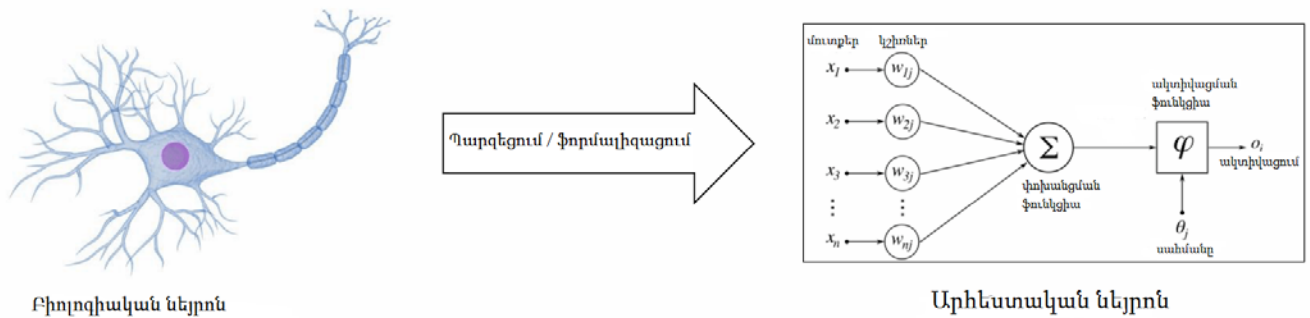 մուտքեր կշիռներ
x1 w1j
ակտիվացման
ֆունկցիա
Պարզեցում / ֆորմալիզացում
x2 w2j
Σ φ oi
ակտիվացում
x3 w3j
փոխանցման
ֆունկցիա
⋮ ⋮
θj
xn wnj
սահմանը
Բիոլոգիական նեյրոն
Արհեստական նեյրոն